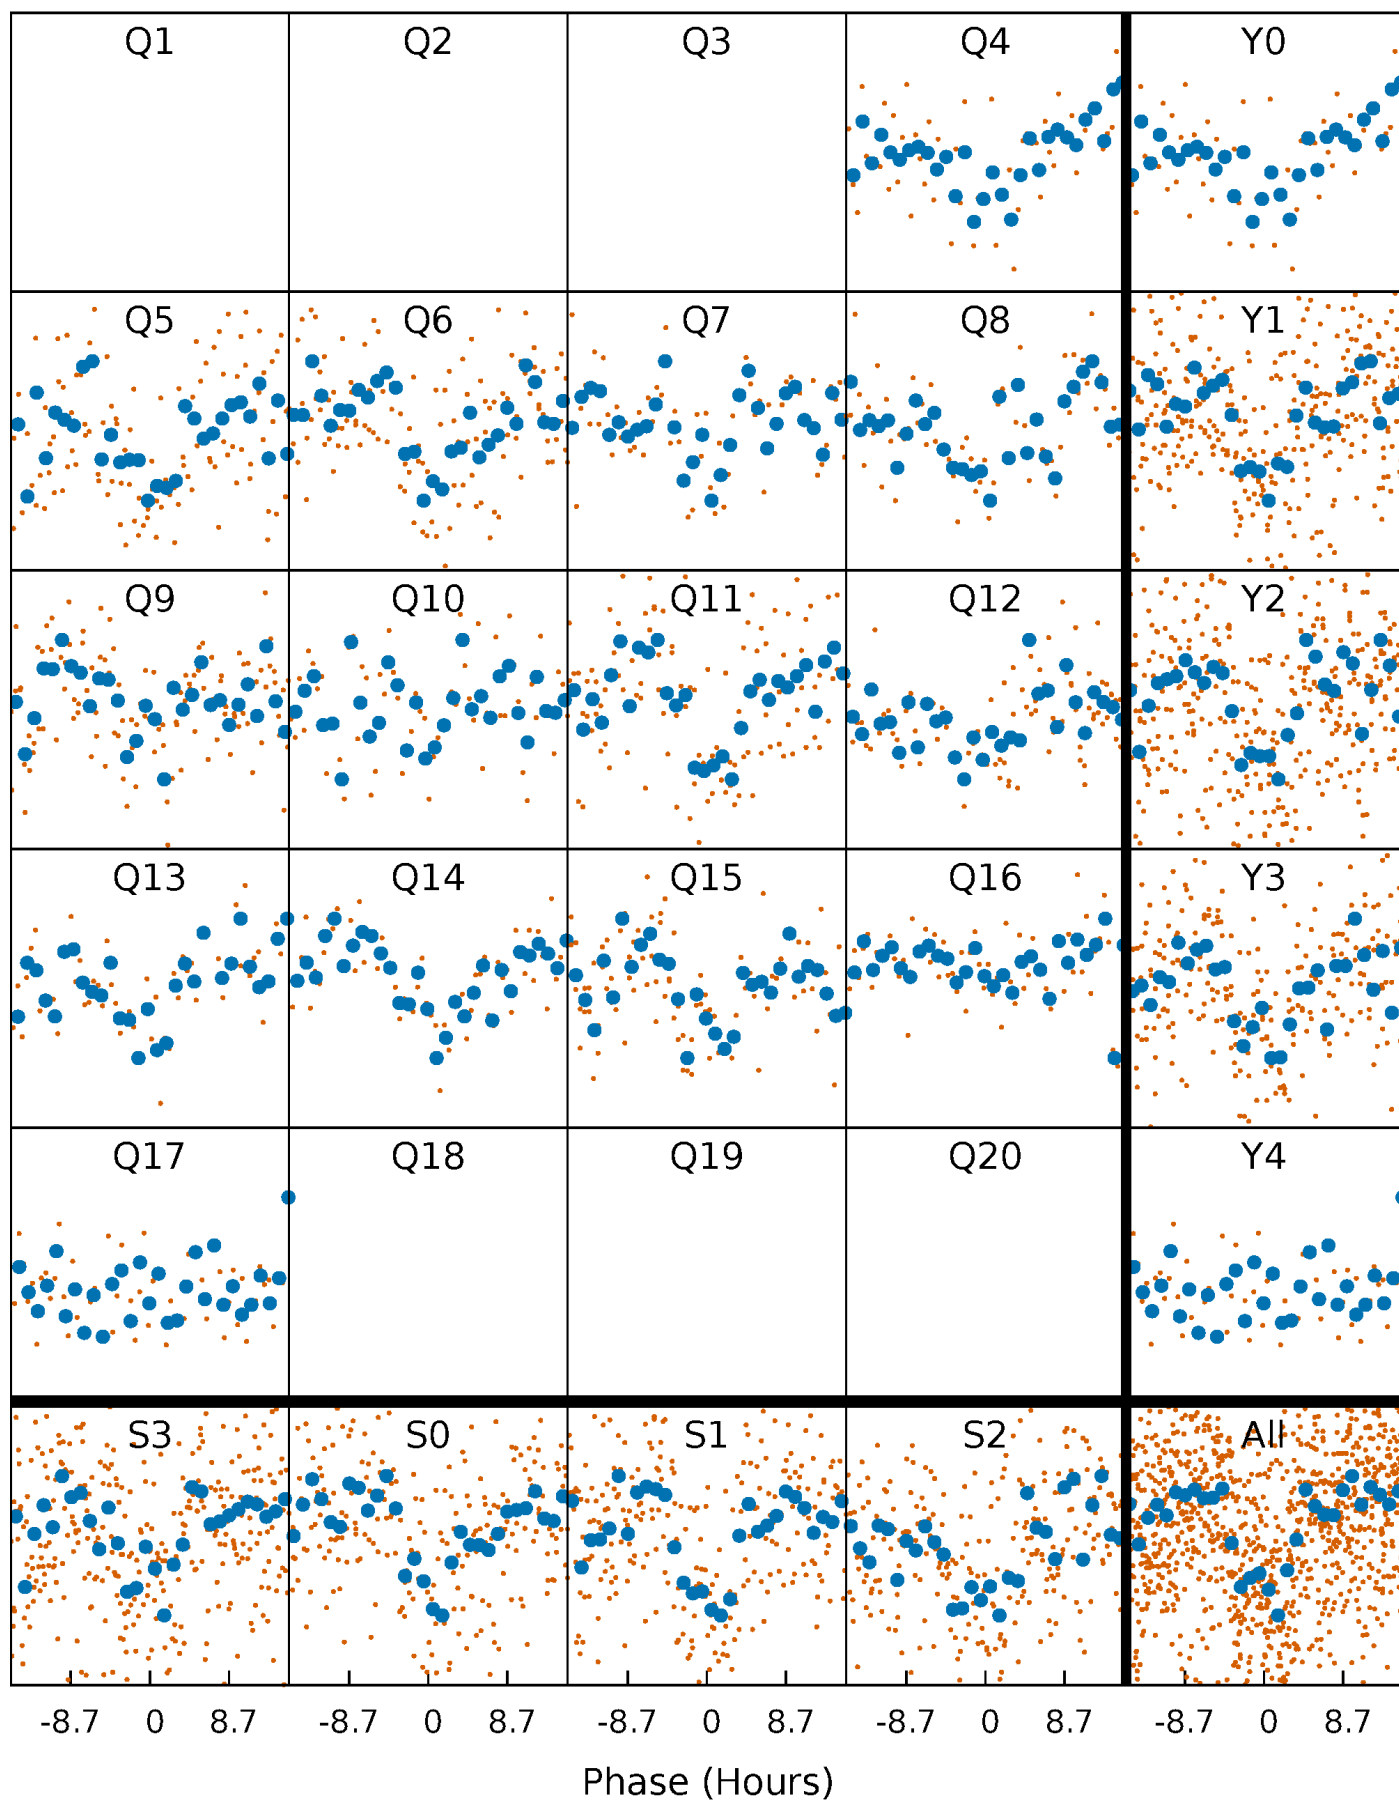 Q1 Q2 Q3 Q4 Y0
Q5 Q6 Q7 Q8 Y1
Q9 Q10 Q11 Q12 Y2
Q13 Q14 Q15 Q16 Y3
Q17 Q18 Q19 Q20 Y4
S3 S0 S1 S2 All
-8.7 0 8.7 -8.7 0 8.7 -8.7 0 8.7 -8.7 0 8.7 -8.7 0 8.7
Phase (Hours)